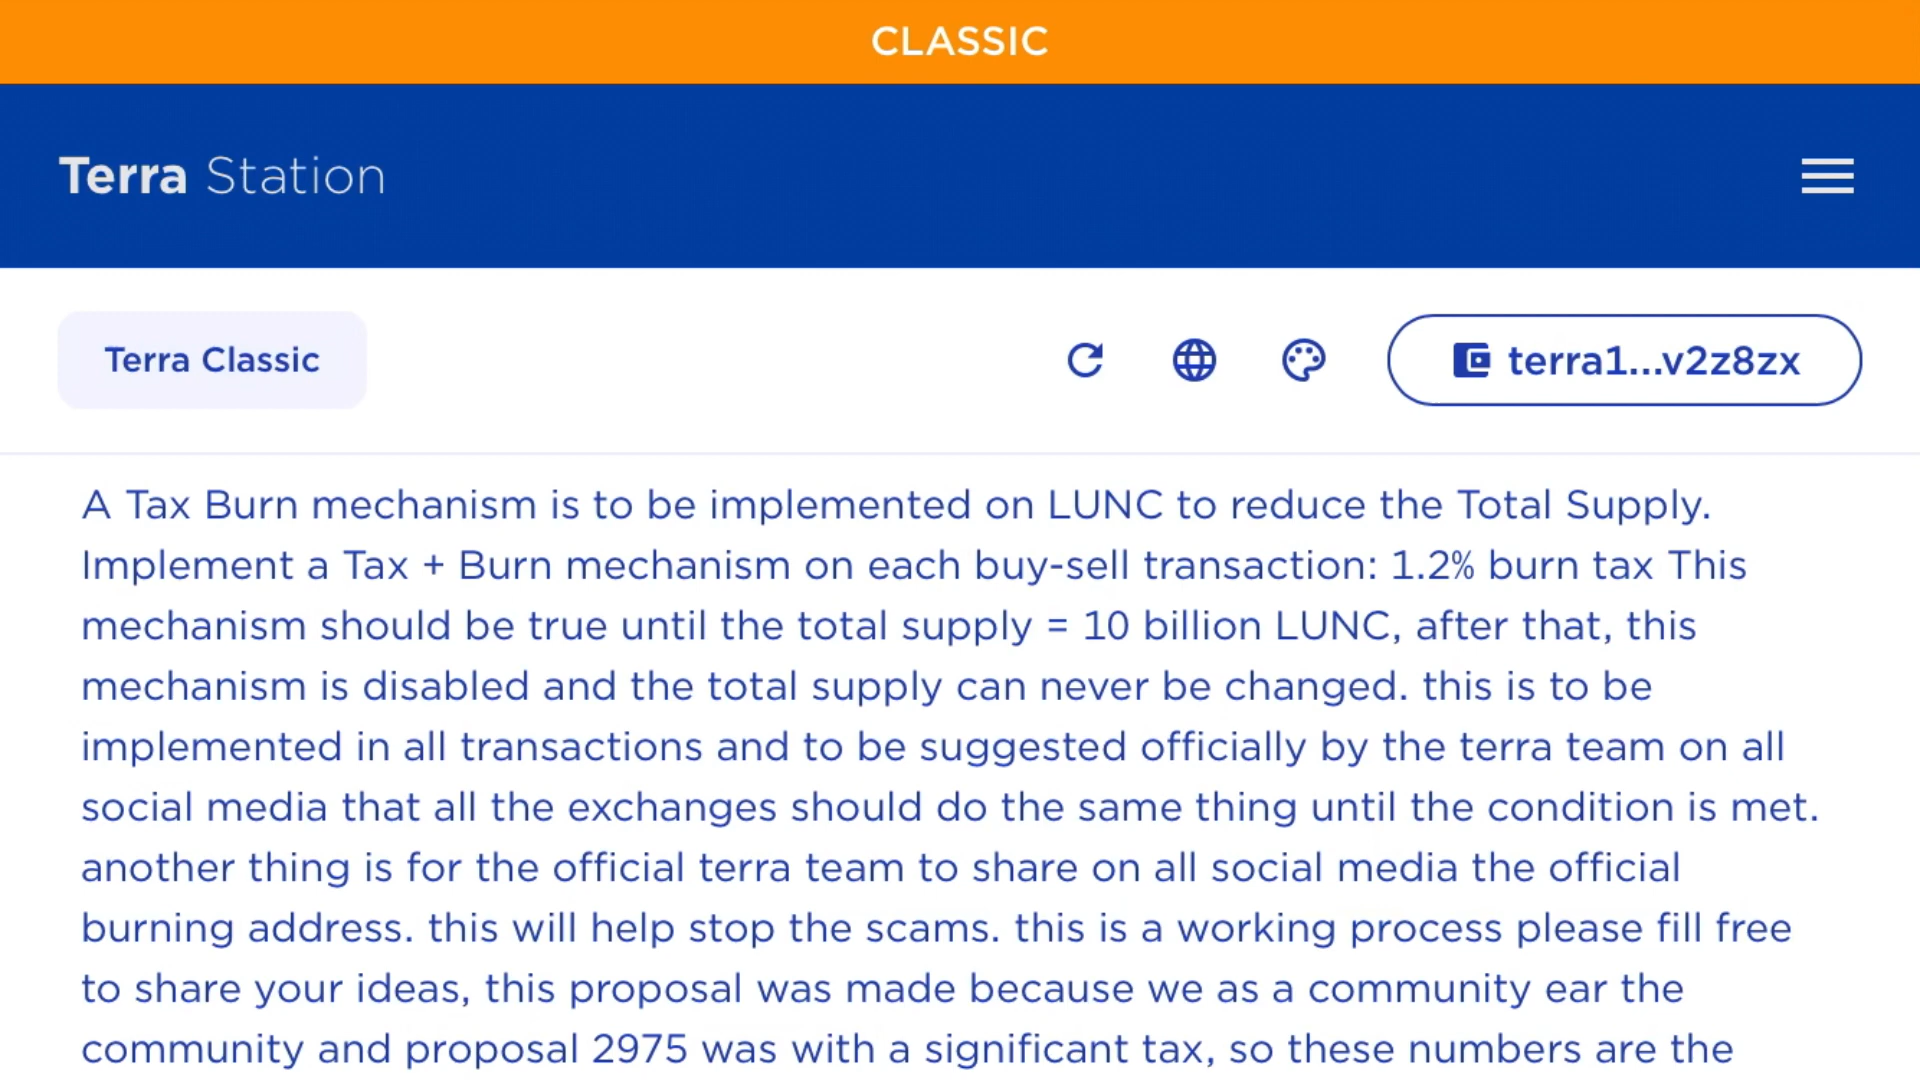 CLASSIC
Terra Station
Terra Classic
terra1...v2z8zx
A Tax Burn mechanism is to be implemented on LUNC to reduce the Total Supply.
Implement a Tax + Burn mechanism on each buy-sell transaction: 1.2% burn tax This
mechanism should be true until the total supply = 10 billion LUNC, after that, this
mechanism is disabled and the total supply can never be changed. this is to be
implemented in all transactions and to be suggested officially by the terra team on all
social media that all the exchanges should do the same thing until the condition is met.
another thing is for the official terra team to share on all social media the official
burning address. this will help stop the scams. this is a working process please fill free
to share your ideas, this proposal was made because we as a community ear the
community and proposal 2975 was with a significant tax, so these numbers are the